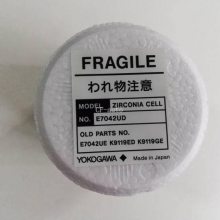 FRAGILE
われ物注意
MODEL ZIRCONIA CELL
NO. E7042UD
OLD PARTS NO.
E7042UE K9119ED K9119GE
YOKOGAWA Made in Japan